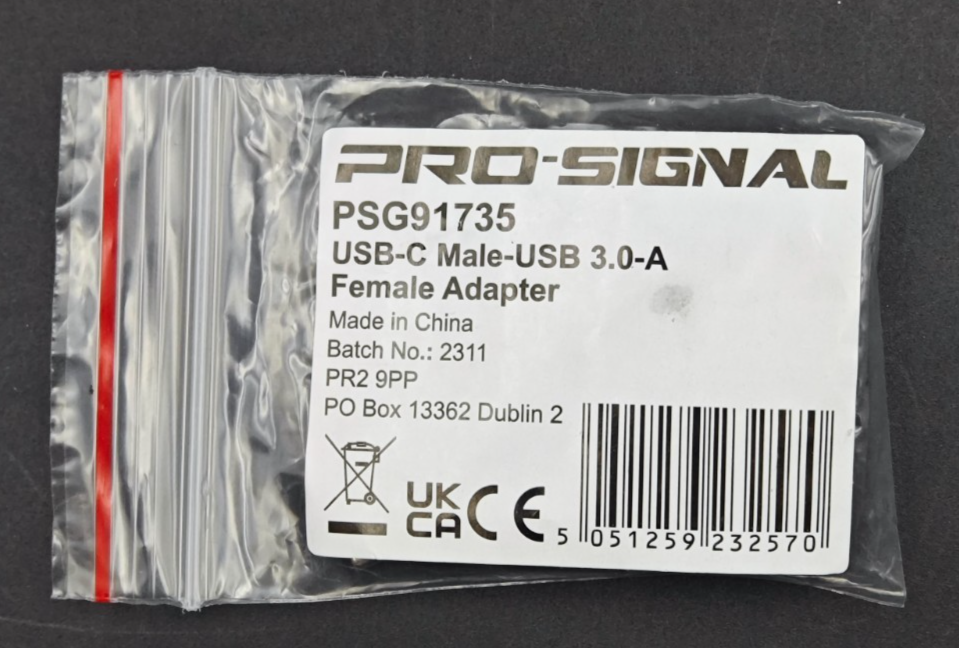 PRO-SIGNAL
PSG91735
USB-C Male-USB 3.0-A
Female Adapter
Made in China
Batch No.: 2311
PR2 9PP
PO Box 13362 Dublin 2
UK
CA CE
5 051259 232570